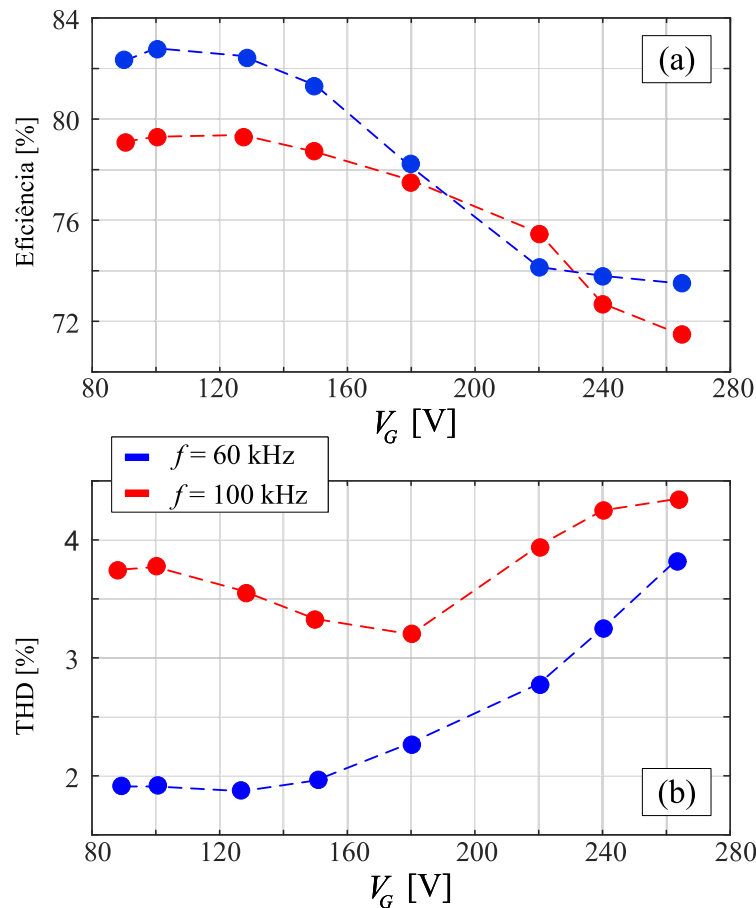 84
80
76
72
Eficiência [%]
(a)
80 120 160 200 240 280
V_G [V]
f = 60 kHz
f = 100 kHz
4
3
2
THD [%]
(b)
80 120 160 200 240 280
V_G [V]